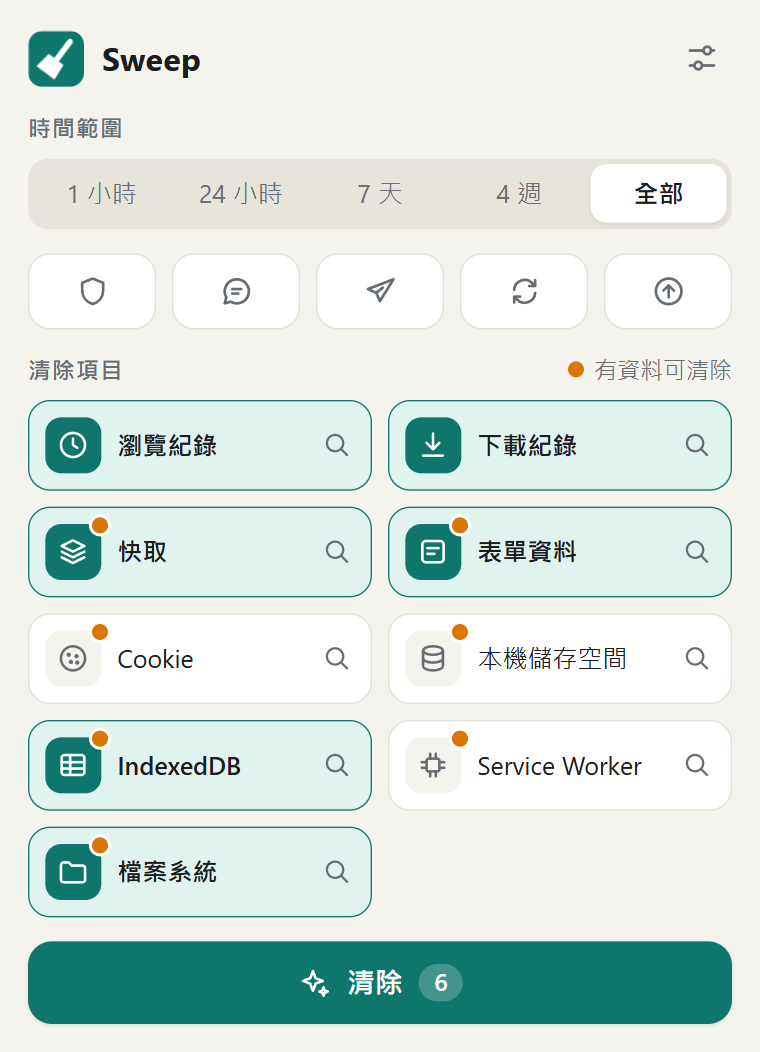 Sweep
時間範圍
1 小時 24 小時 7 天 4 週 全部
清除項目 有資料可清除
瀏覽紀錄 下載紀錄
快取 表單資料
Cookie 本機儲存空間
IndexedDB Service Worker
檔案系統
清除 6